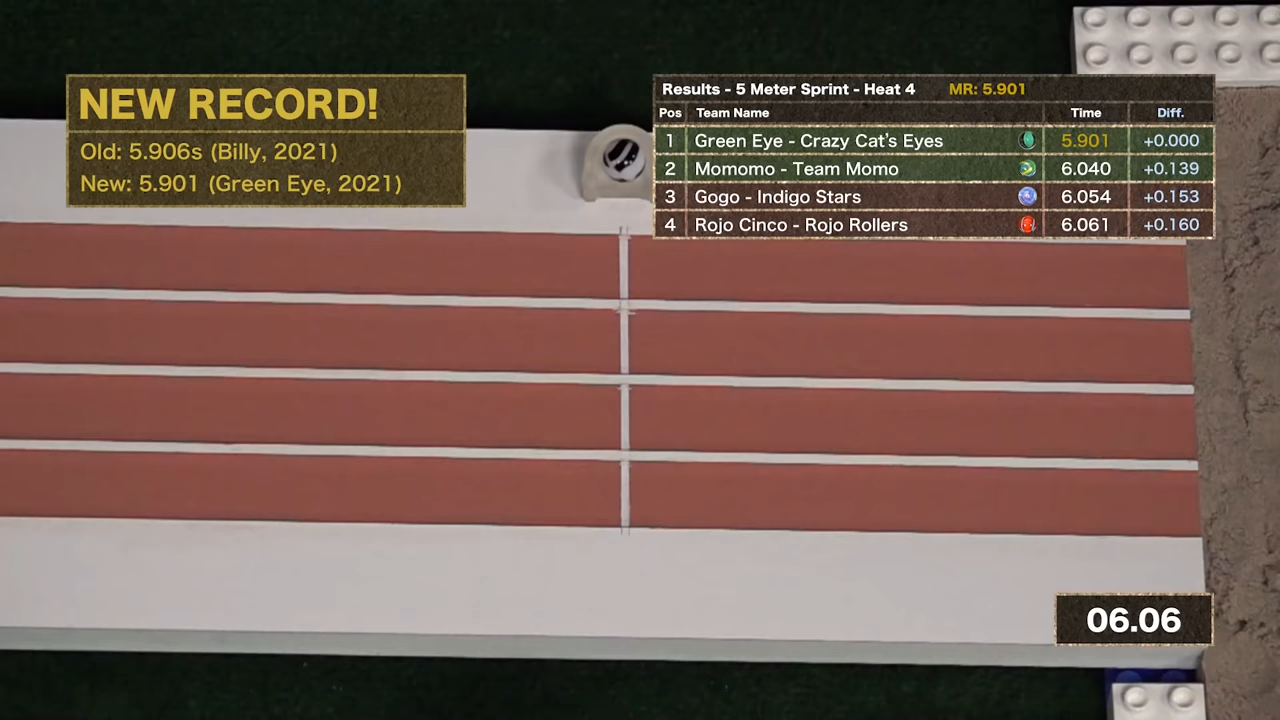 NEW RECORD!
Old: 5.906s (Billy, 2021)
New: 5.901 (Green Eye, 2021)
Results - 5 Meter Sprint - Heat 4 MR: 5.901
Pos Team Name Time Diff.
1 Green Eye - Crazy Cat's Eyes 5.901 +0.000
2 Momomo - Team Momo 6.040 +0.139
3 Gogo - Indigo Stars 6.054 +0.153
4 Rojo Cinco - Rojo Rollers 6.061 +0.160
06.06